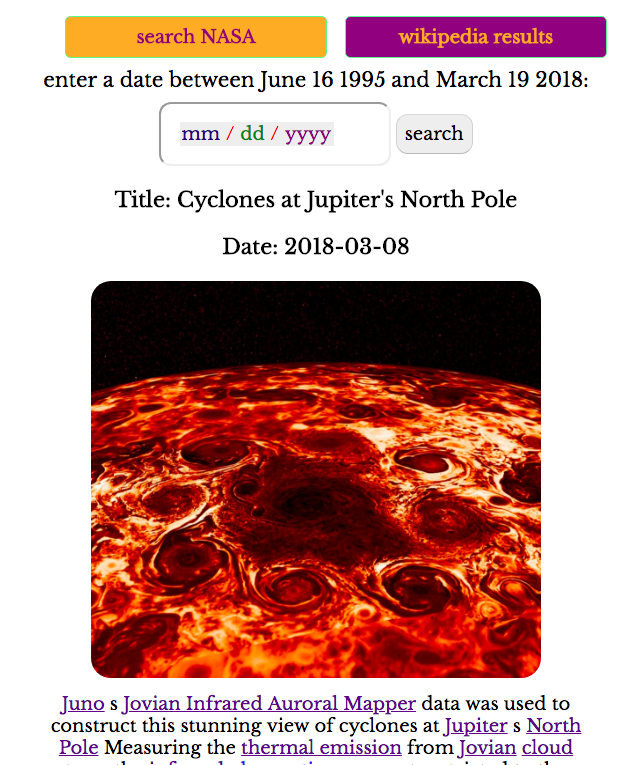 search NASA
wikipedia results
enter a date between June 16 1995 and March 19 2018:
mm / dd / yyyy
search
Title: Cyclones at Jupiter's North Pole
Date: 2018-03-08
Juno s Jovian Infrared Auroral Mapper data was used to
construct this stunning view of cyclones at Jupiter s North
Pole Measuring the thermal emission from Jovian cloud